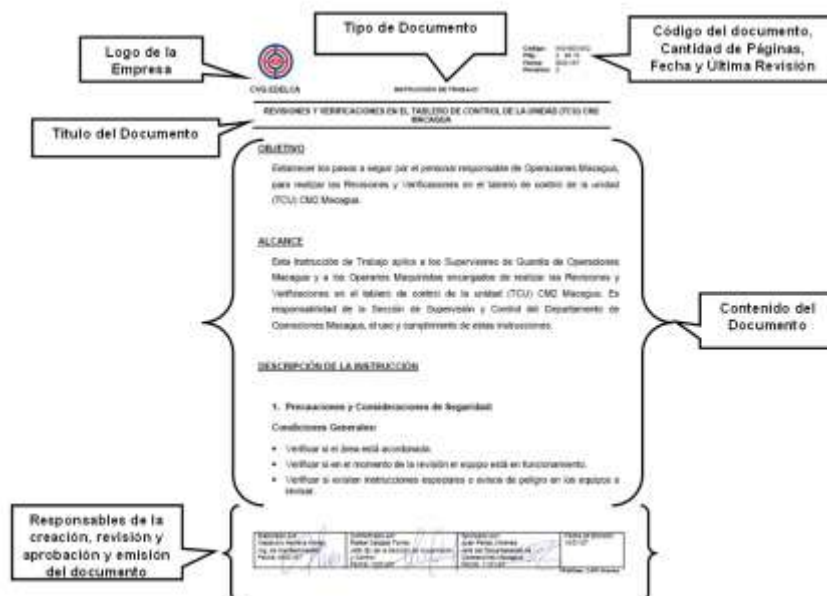 Tipo de Documento
Logo de la
Empresa
Código del documento,
Cantidad de Páginas,
Fecha y Última Revisión
CVG EDELCA
INSTRUCCIÓN DE TRABAJO
Título del Documento
REVISIONES Y VERIFICACIONES EN EL TABLERO DE CONTROL DE LA UNIDAD (TCU) CM2
MACAGUA
OBJETIVO
Establecer los pasos a seguir por el personal responsable de Operaciones Macagua,
para realizar las Revisiones y Verificaciones en el tablero de control de la unidad
(TCU) CM2 Macagua.
ALCANCE
Esta Instrucción de Trabajo aplica a los Supervisores de Guardia de Operaciones
Macagua y a los Operarios Maquinistas encargados de realizar las Revisiones y
Verificaciones en el tablero de control de la unidad (TCU) CM2 Macagua. Es
responsabilidad de la Sección de Supervisión y Control del Departamento de
Operaciones Macagua, el uso y cumplimiento de estas instrucciones.
Contenido del
Documento
DESCRIPCIÓN DE LA INSTRUCCIÓN
1. Precauciones y Consideraciones de Seguridad:
Condiciones Generales:
• Verificar si el área está acordonada.
• Verificar si en el momento de la revisión el equipo está en funcionamiento.
• Verificar si existen instrucciones especiales o avisos de peligro en los equipos a
revisar.
Responsables de la
creación, revisión y
aprobación y emisión
del documento